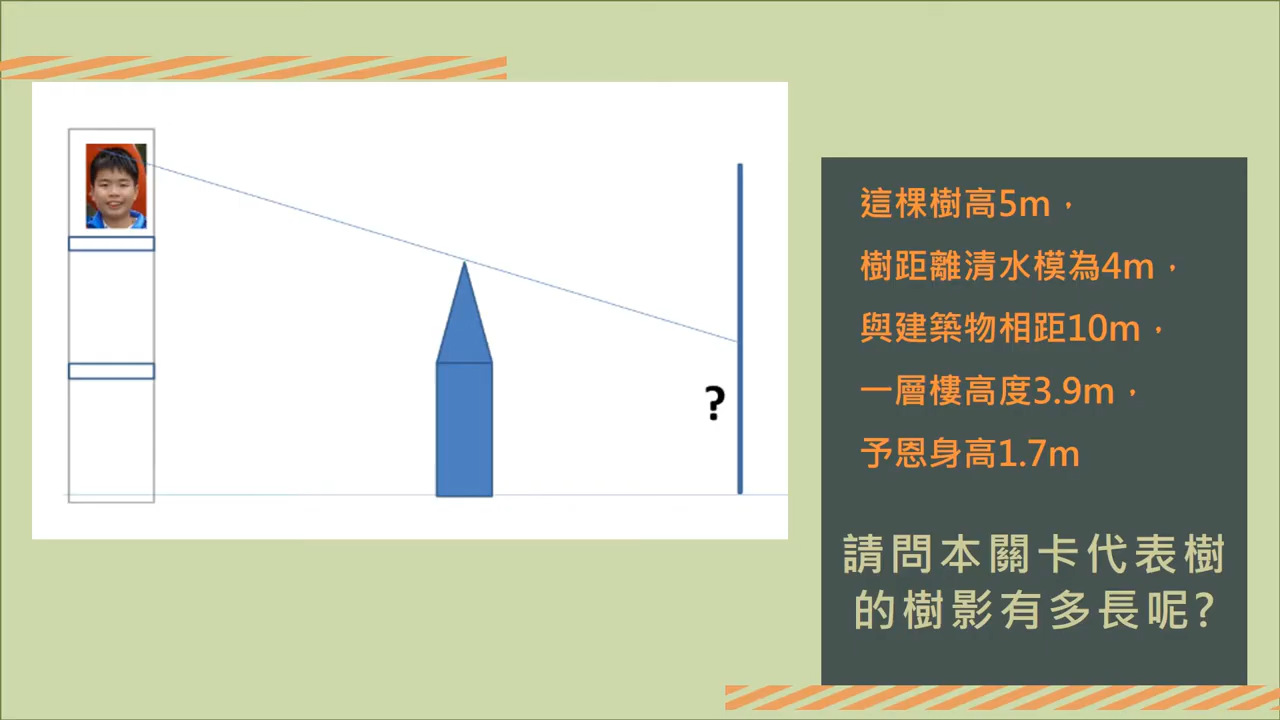 這棵樹高5m，
樹距離清水模為4m，
與建築物相距10m，
一層樓高度3.9m，
予恩身高1.7m
?
請問本關卡代表樹
的樹影有多長呢?